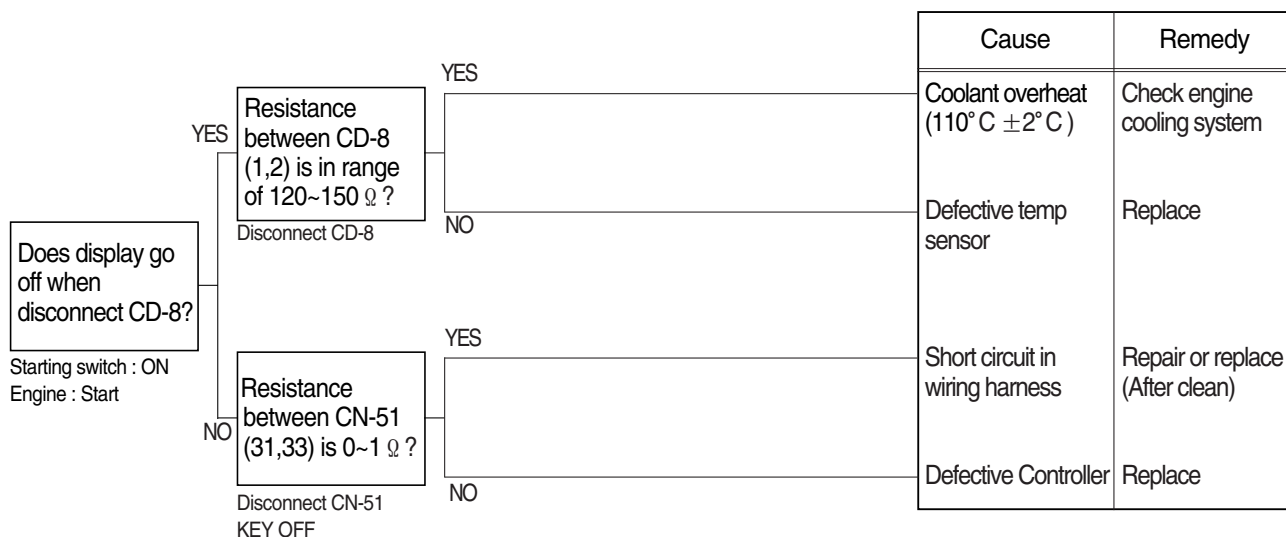 Does display go
off when
disconnect CD-8?
Starting switch : ON
Engine : Start
YES
Resistance
between CD-8
(1,2) is in range
of 120~150 Ω ?
Disconnect CD-8
NO
Resistance
between CN-51
(31,33) is 0~1 Ω ?
Disconnect CN-51
KEY OFF
YES
NO
YES
NO
Cause
Remedy
Coolant overheat
(110°C ±2°C)
Check engine
cooling system
Defective temp
sensor
Replace
Short circuit in
wiring harness
Repair or replace
(After clean)
Defective Controller
Replace